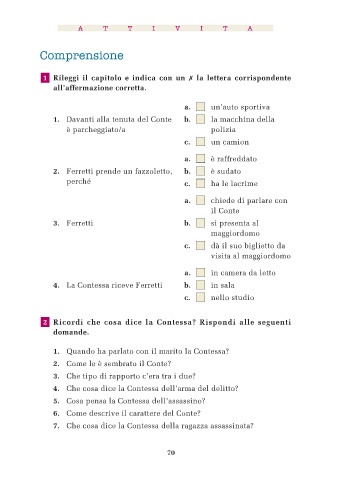 A T T I V I T A
Comprensione
1 Rileggi il capitolo e indica con un ✗ la lettera corrispondente
all'affermazione corretta.
a. un'auto sportiva
1. Davanti alla tenuta del Conte b. la macchina della
è parcheggiato/a polizia
c. un camion
a. è raffreddato
2. Ferretti prende un fazzoletto, b. è sudato
perché c. ha le lacrime
a. chiede di parlare con
il Conte
3. Ferretti b. si presenta al
maggiordomo
c. dà il suo biglietto da
visita al maggiordomo
a. in camera da letto
4. La Contessa riceve Ferretti b. in sala
c. nello studio
2 Ricordi che cosa dice la Contessa? Rispondi alle seguenti
domande.
1. Quando ha parlato con il marito la Contessa?
2. Come le è sembrato il Conte?
3. Che tipo di rapporto c'era tra i due?
4. Che cosa dice la Contessa dell'arma del delitto?
5. Cosa pensa la Contessa dell'assassino?
6. Come descrive il carattere del Conte?
7. Che cosa dice la Contessa della ragazza assassinata?
70